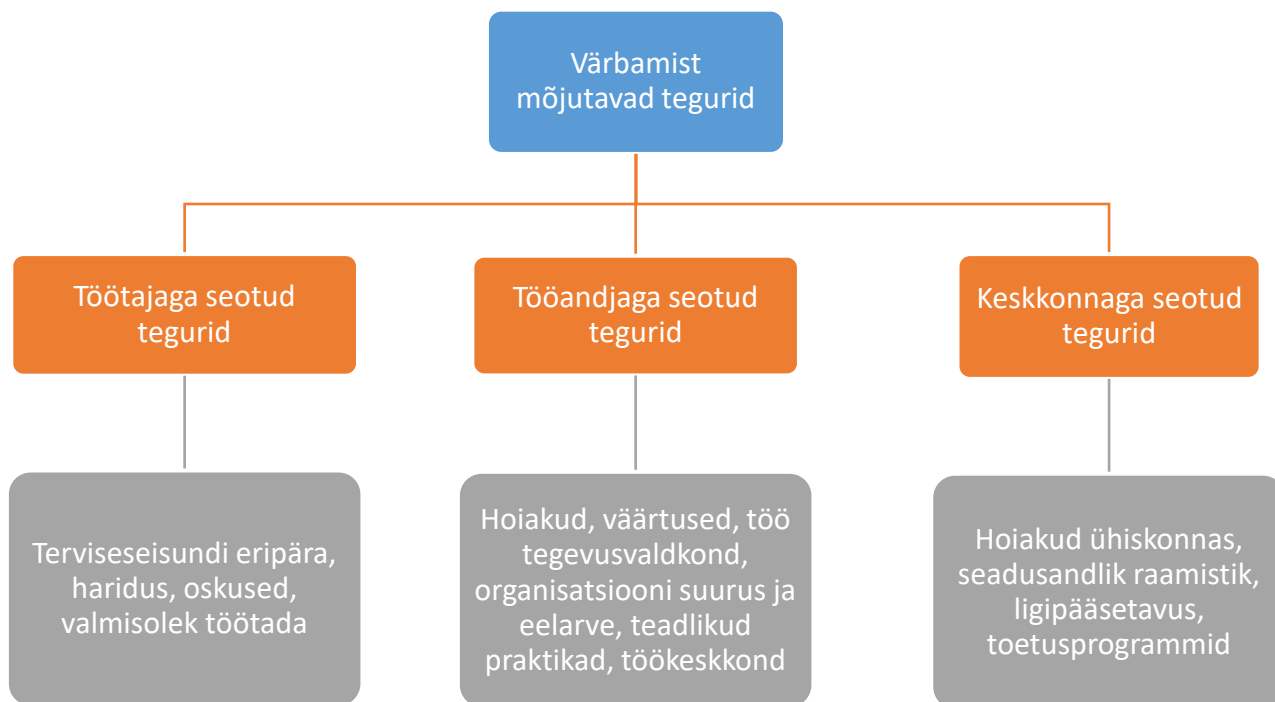 Värbamist
mõjutavad tegurid
Töötajaga seotud
tegurid
Tööandjaga seotud
tegurid
Keskkonnaga seotud
tegurid
Terviseseisundi eripära,
haridus, oskused,
valmisolek töötada
Hoiakud, väärtused, töö
tegevusvaldkond,
organisatsiooni suurus ja
eelarve, teadlikud
praktikad, töökeskkond
Hoiakud ühiskonnas,
seadusandlik raamistik,
ligipääsetavus,
toetusprogrammid